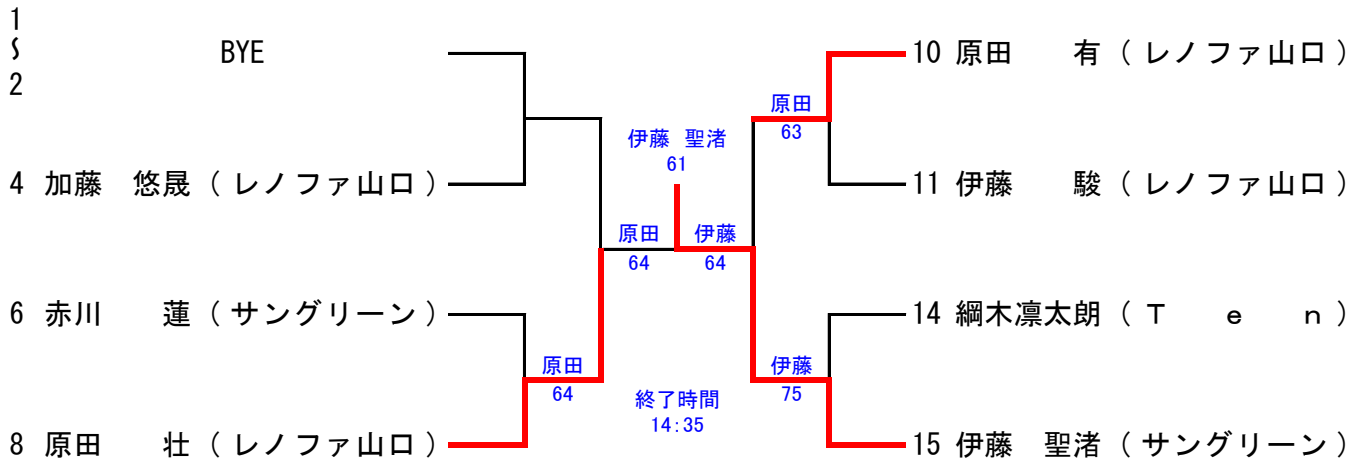 1
〜
2
BYE
4 加藤 悠晟 ( レノファ山口 )
6 赤川 蓮 ( サングリーン )
8 原田 壮 ( レノファ山口 )
原田
64
原田
64
伊藤 聖渚
61
伊藤
64
終了時間
14:35
原田
63
伊藤
75
10 原田 有 ( レノファ山口 )
11 伊藤 駿 ( レノファ山口 )
14 綱木凛太朗 ( T e n )
15 伊藤 聖渚 ( サングリーン )